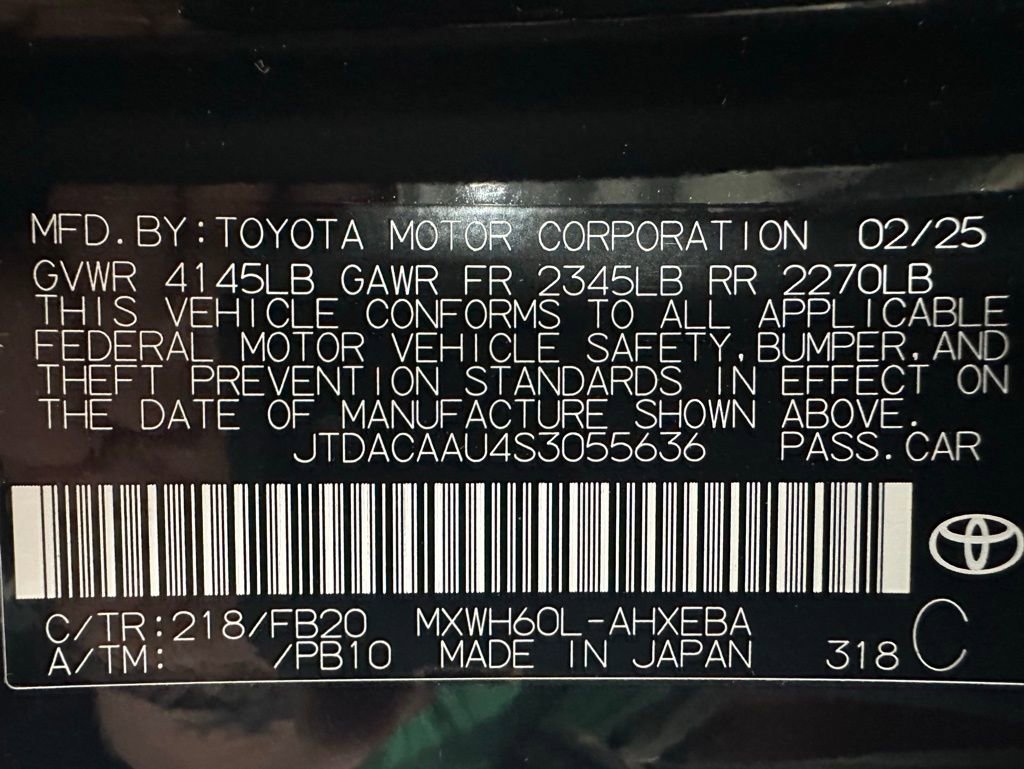 MFD. BY: TOYOTA MOTOR CORPORATION 02/25
GVWR 4145LB GAWR FR 2345LB RR 2270LB
THIS VEHICLE CONFORMS TO ALL APPLICABLE
FEDERAL MOTOR VEHICLE SAFETY, BUMPER, AND
THEFT PREVENTION STANDARDS IN EFFECT ON
THE DATE OF MANUFACTURE SHOWN ABOVE.
JTDACAAU4S3055636 PASS. CAR
C/TR: 218/FB20 MXWH60L-AHXEBA C
A/TM: /PB10 MADE IN JAPAN 318